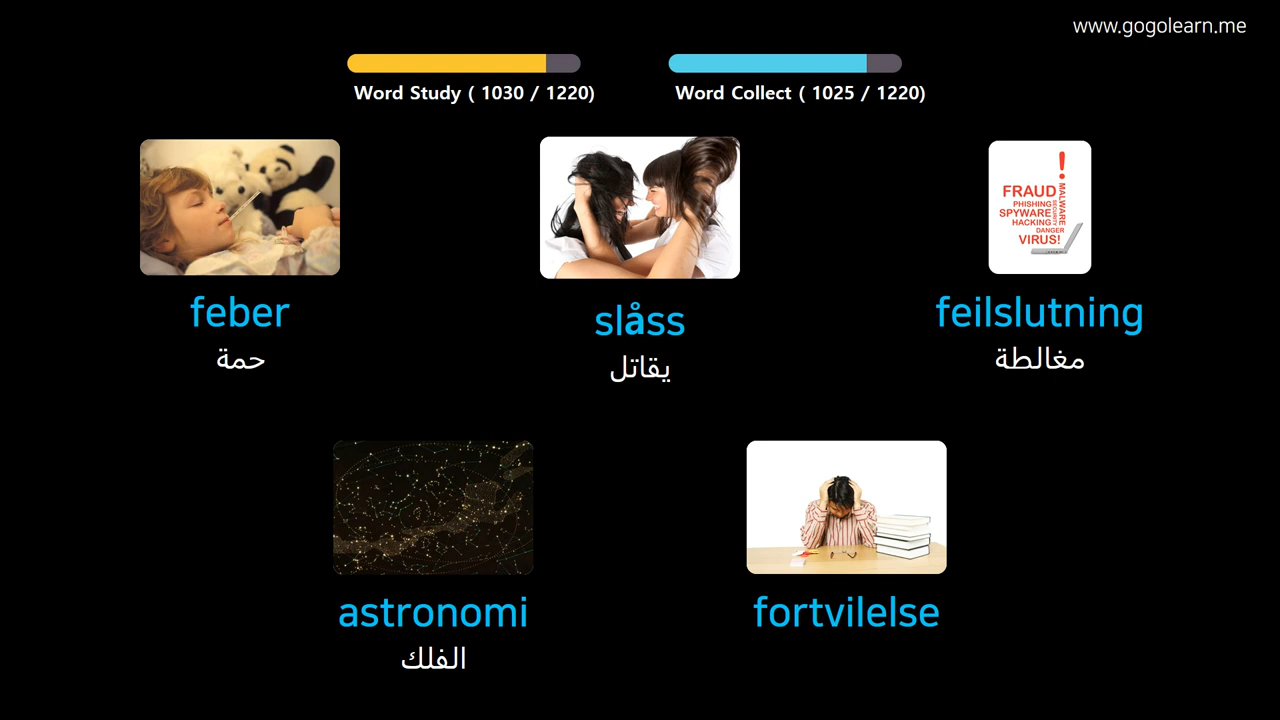 www.gogolearn.me
Word Study ( 1030 / 1220)
Word Collect ( 1025 / 1220)
FRAUD
PHISHING
SPYWARE
HACKING
DANGER
VIRUS!
MALWARE
SECURITY
!
feber
حمة
slåss
يقاتل
feilslutning
مغالطة
astronomi
الفلك
fortvilelse